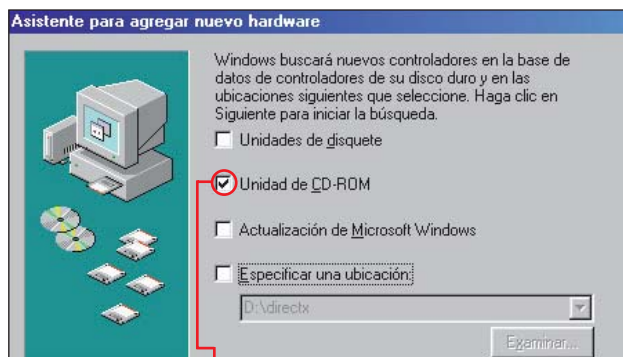 Asistente para agregar nuevo hardware
Windows buscará nuevos controladores en la base de
datos de controladores de su disco duro y en las
ubicaciones siguientes que seleccione. Haga clic en
Siguiente para iniciar la búsqueda.
Unidades de disquete
Unidad de CD-ROM
Actualización de Microsoft Windows
Especificar una ubicación:
D:\directx
Examinar...